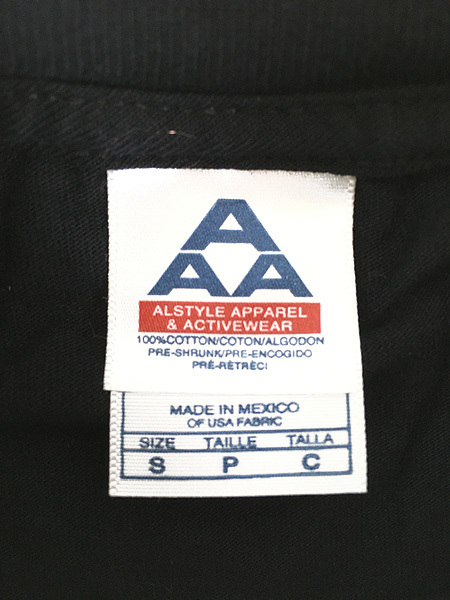 A
AA
ALSTYLE APPAREL
& ACTIVEWEAR
100%COTTON/COTON/ALGODON
PRE-SHRUNK/PRE-ENCOGIDO
PRÉ-RÉTRÉCI
MADE IN MEXICO
OF USA FABRIC
SIZE TAILLE TALLA
S P C